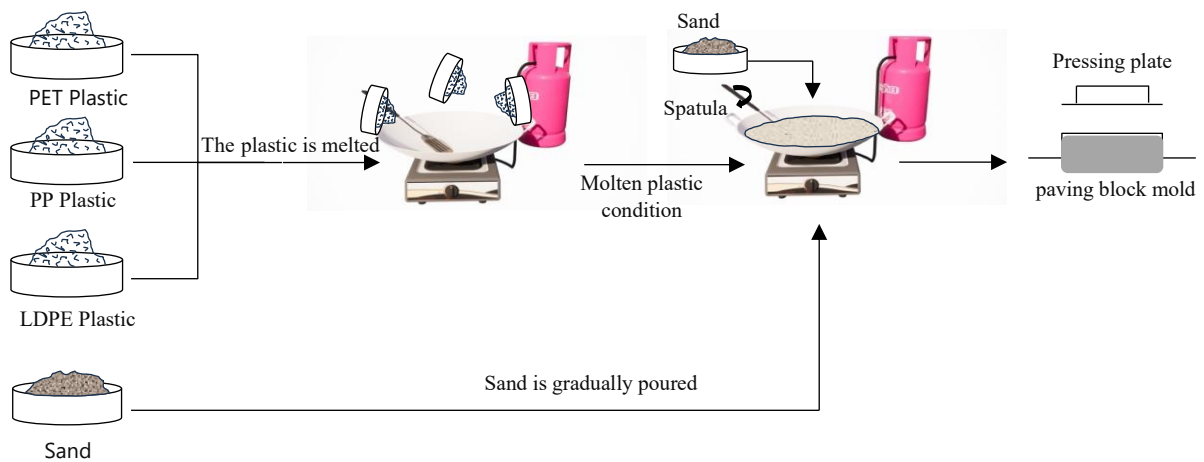 PET Plastic
PP Plastic
LDPE Plastic
Sand
The plastic is melted
Molten plastic
condition
Sand
Spatula
Sand is gradually poured
Pressing plate
paving block mold